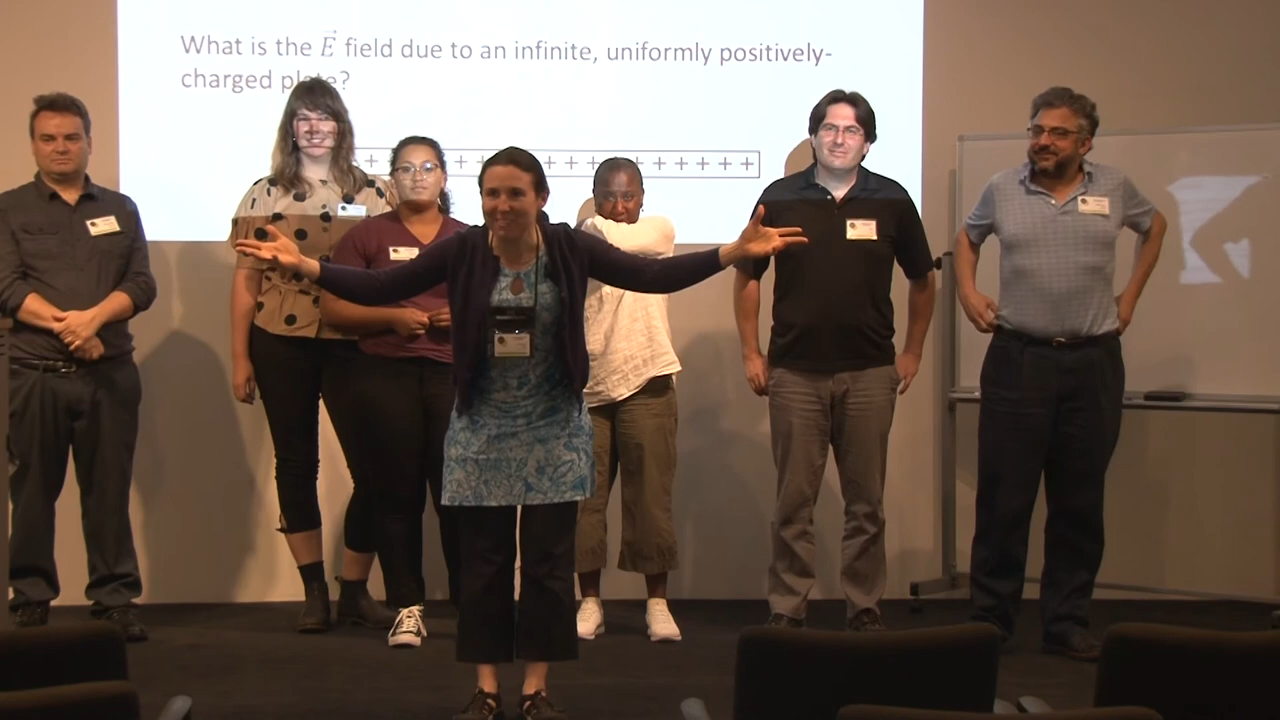 What is the E⃗ field due to an infinite, uniformly positively-
charged plate?
+ + + + + + + + + + + + + + + +